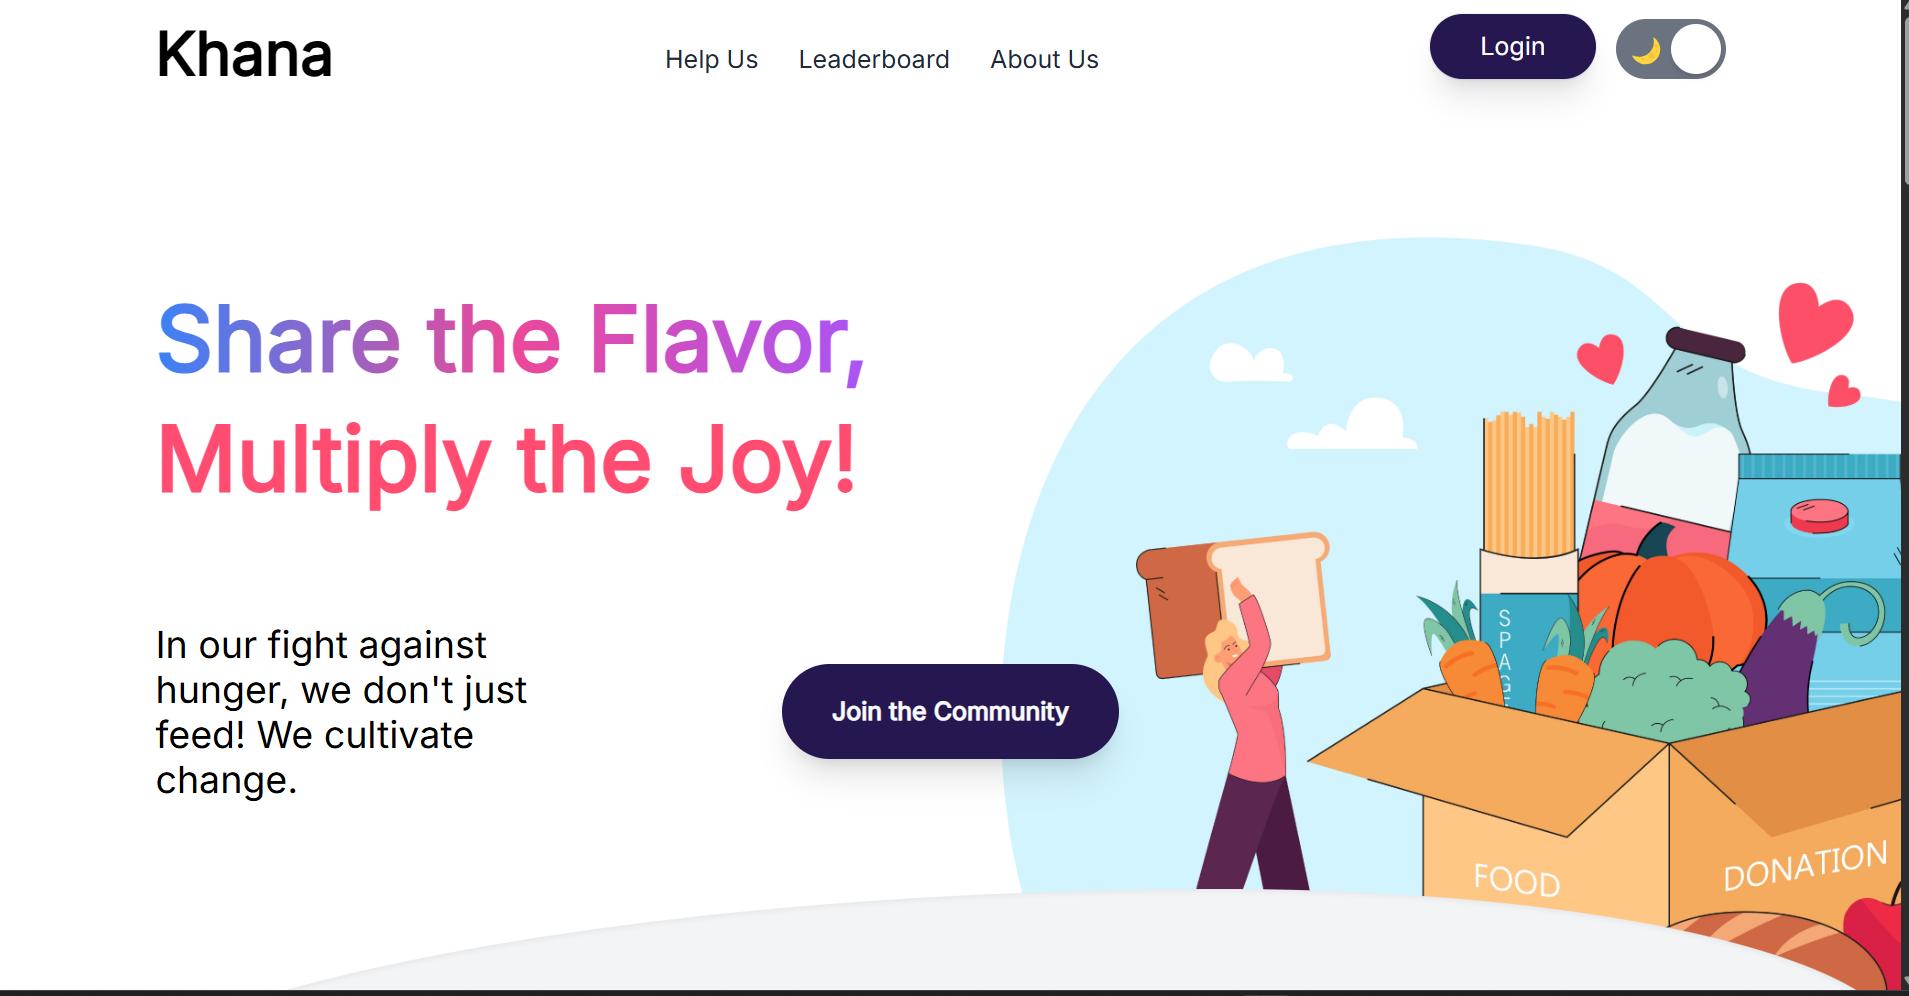 Khana
Help Us
Leaderboard
About Us
Login
Share the Flavor,
Multiply the Joy!
In our fight against
hunger, we don't just
feed! We cultivate
change.
Join the Community
SPAG
FOOD
DONATION